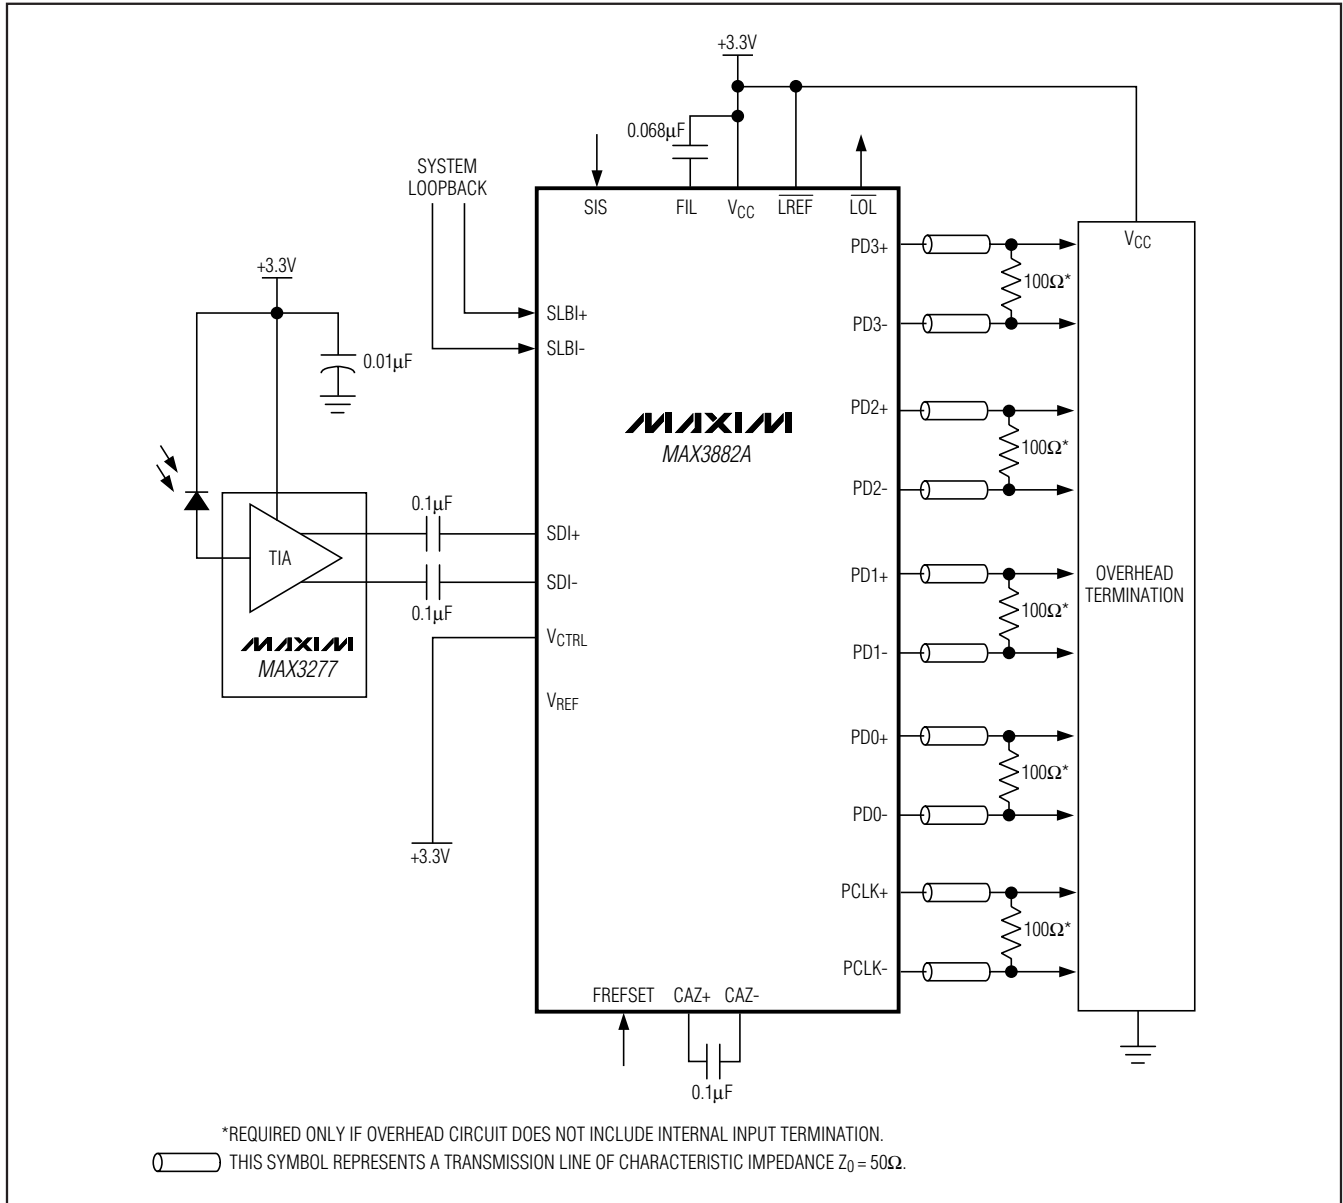 +3.3V
0.068µF
SYSTEM
LOOPBACK
SIS
FIL
VCC
LREF
LOL
PD3+
VCC
+3.3V
100Ω*
SLBI+
PD3-
SLBI-
0.01µF
PD2+
MAXIM
MAX3882A
100Ω*
PD2-
0.1µF
SDI+
TIA
PD1+
OVERHEAD
TERMINATION
SDI-
0.1µF
100Ω*
MAXIM
MAX3277
VCTRL
PD1-
VREF
PD0+
100Ω*
PD0-
+3.3V
PCLK+
100Ω*
PCLK-
FREFSET
CAZ+
CAZ-
0.1µF
*REQUIRED ONLY IF OVERHEAD CIRCUIT DOES NOT INCLUDE INTERNAL INPUT TERMINATION.
THIS SYMBOL REPRESENTS A TRANSMISSION LINE OF CHARACTERISTIC IMPEDANCE Z0 = 50Ω.